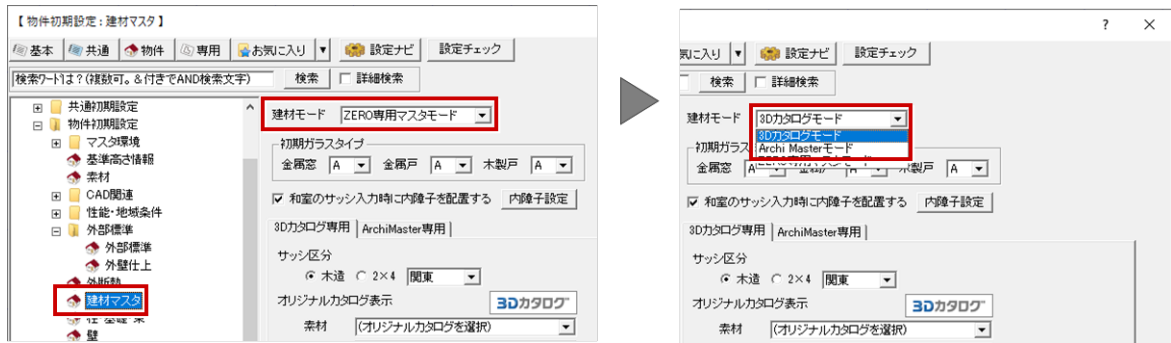 【 物件初期設定 : 建材マスタ 】
基本 共通 物件 専用 お気に入り ▼ 設定ナビ 設定チェック
検索ワードは?(複数可。&付きでAND検索文字) 検索 詳細検索
共通初期設定
物件初期設定
マスタ環境
基準高さ情報
素材
CAD関連
性能・地域条件
外部標準
外部標準
外壁仕上
外断熱
建材マスタ
壁
建材モード ZERO専用マスタモード
初期ガラスタイプ
金属窓 A 金属戸 A 木製戸 A
和室のサッシ入力時に内障子を配置する 内障子設定
3Dカタログ専用 ArchiMaster専用
サッシ区分
木造 2×4 関東
オリジナルカタログ表示 3Dカタログ
素材 (オリジナルカタログを選択)
? ×
気に入り ▼ 設定ナビ 設定チェック
検索 詳細検索
建材モード 3Dカタログモード
3Dカタログモード
Archi Masterモード
初期ガラス
金属窓 A 木製戸 A
和室のサッシ入力時に内障子を配置する 内障子設定
3Dカタログ専用 ArchiMaster専用
サッシ区分
木造 2×4 関東
オリジナルカタログ表示 3Dカタログ
素材 (オリジナルカタログを選択)